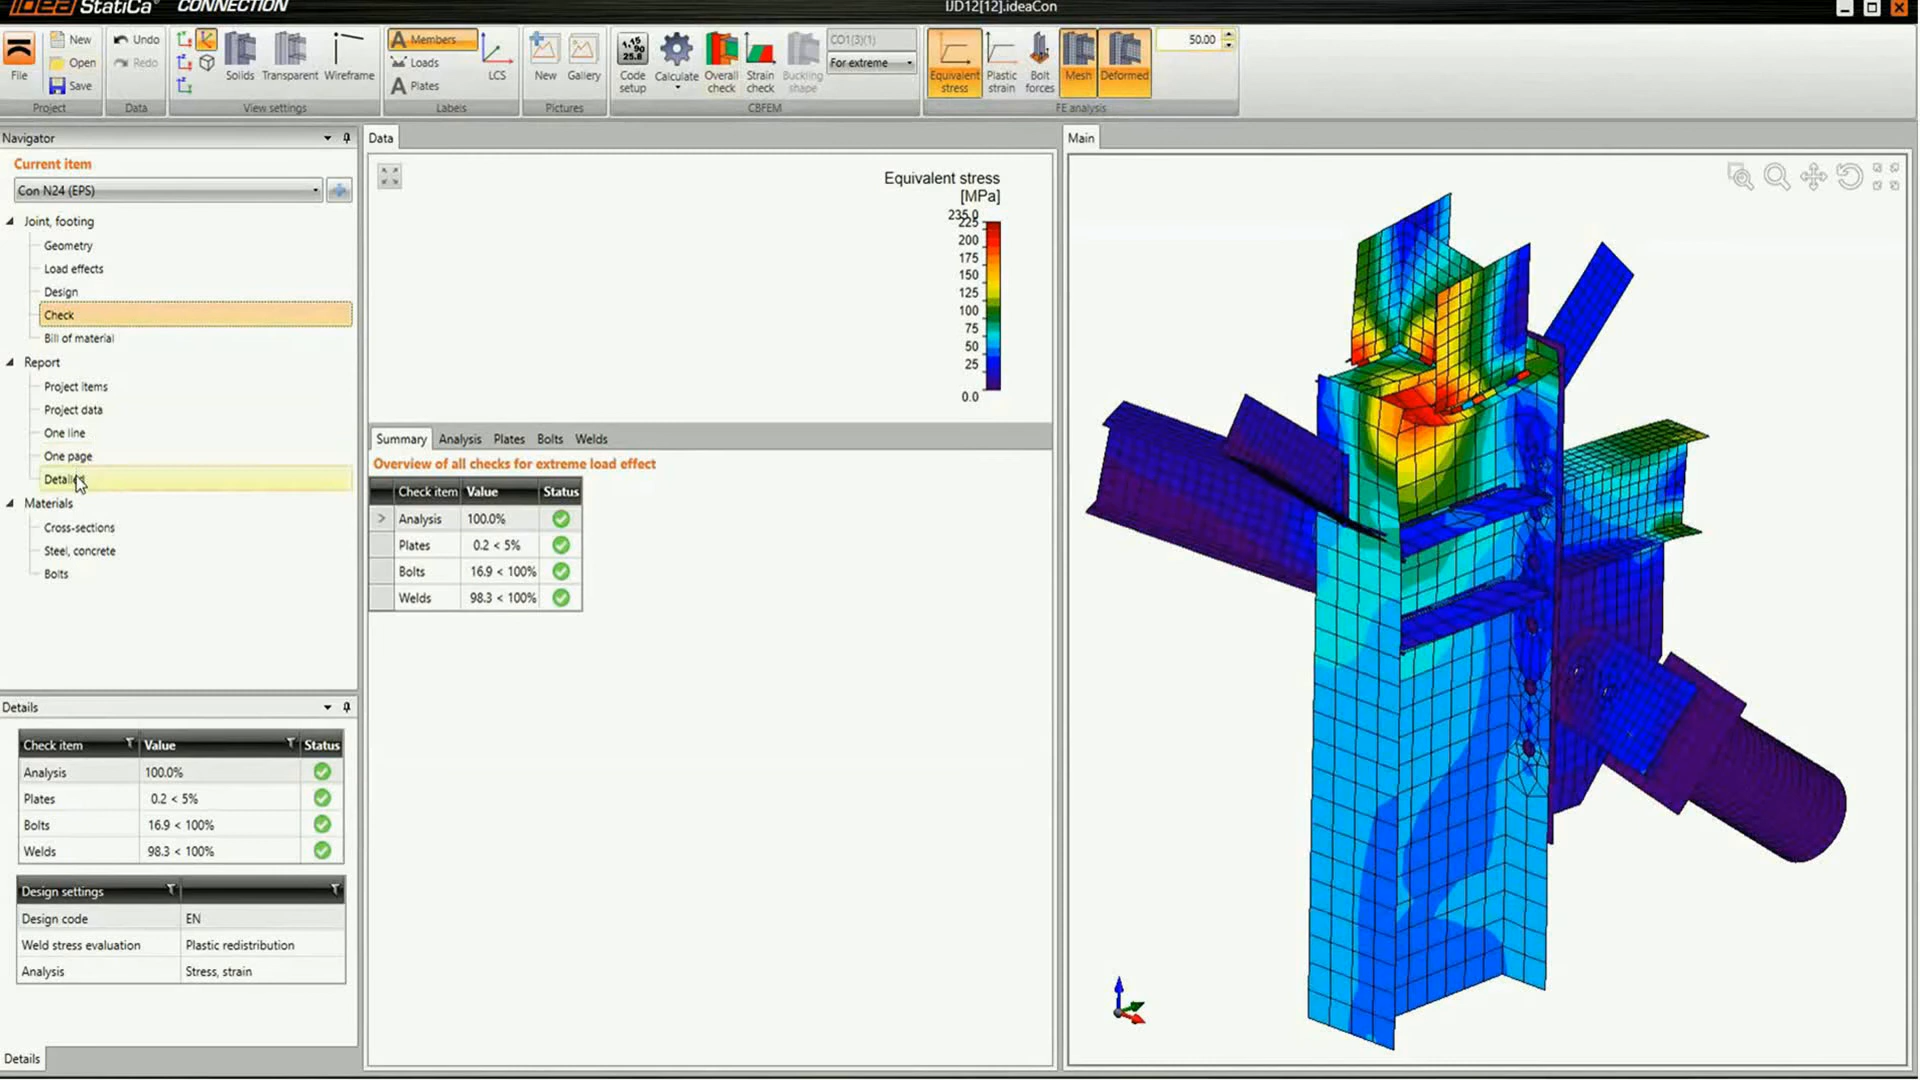 idea StatiCa® CONNECTION
IJD12[12].ideaCon
File
New
Open
Save
Project
Undo
Redo
Data
Solids
Transparent
Wireframe
View settings
A Members
Loads
A Plates
LCS
Labels
New
Gallery
Pictures
1,15
90
25.8
Code setup
Calculate
Overall check
Strain check
Buckling shape
CO1(3)(1)
For extreme
CBFEM
Equivalent stress
Plastic strain
Bolt forces
Mesh
Deformed
50.00
FE analysis
Navigator
Current item
Con N24 (EPS)
Joint, footing
Geometry
Load effects
Design
Check
Bill of material
Report
Project items
Project data
One line
One page
Detailed
Materials
Cross-sections
Steel, concrete
Bolts
Details
Check item Value Status
Analysis 100.0%
Plates 0.2 < 5%
Bolts 16.9 < 100%
Welds 98.3 < 100%
Design settings
Design code EN
Weld stress evaluation Plastic redistribution
Analysis Stress, strain
Details
Data
Equivalent stress
[MPa]
235.0
225
200
175
150
125
100
75
50
25
0.0
Summary Analysis Plates Bolts Welds
Overview of all checks for extreme load effect
Check item Value Status
> Analysis 100.0%
Plates 0.2 < 5%
Bolts 16.9 < 100%
Welds 98.3 < 100%
Main